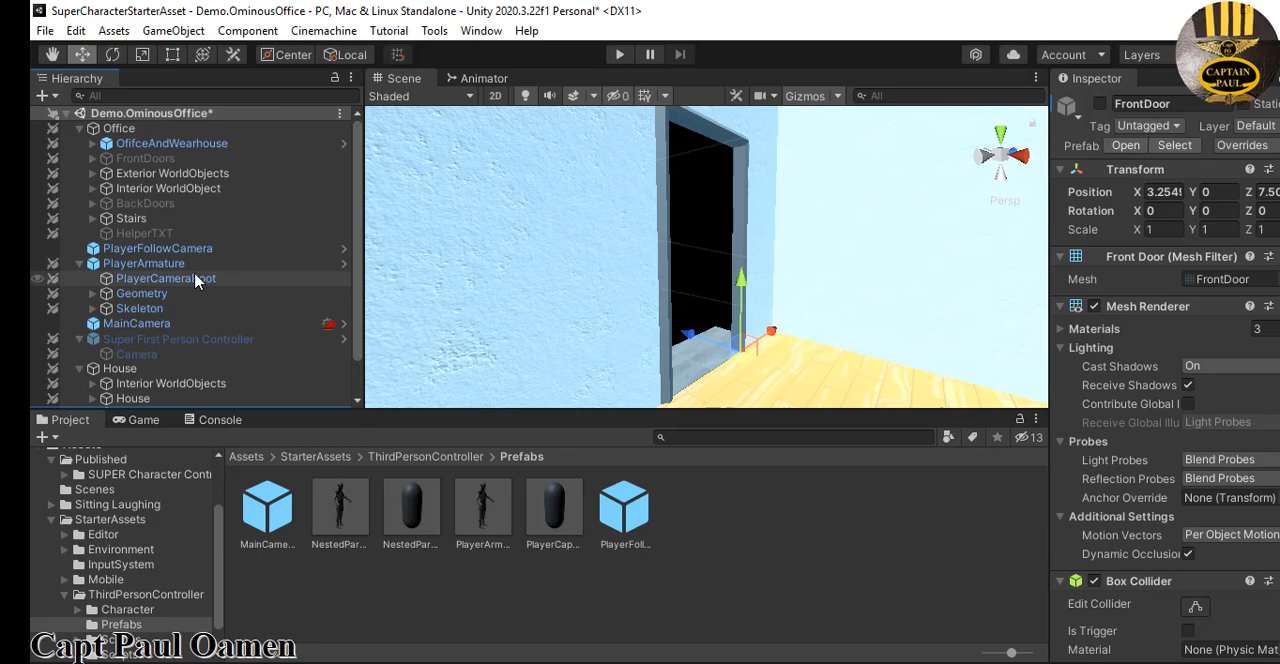 SuperCharacterStarterAsset - Demo.OminousOffice - PC, Mac & Linux Standalone - Unity 2020.3.22f1 Personal* <DX11>
File Edit Assets GameObject Component Cinemachine Tutorial Tools Window Help
Center Local Account Layers
CAPTAIN
PAUL
Hierarchy Scene Animator Inspector
All Shaded 2D 0 Gizmos All FrontDoor Stati
Demo.OminousOffice*
Tag Untagged Layer Default
Office
OfifceAndWearhouse Prefab Open Select Overrides
FrontDoors
Exterior WorldObjects Transform
Interior WorldObject Position X 3.254 Y 0 Z 7.50
BackDoors Rotation X 0 Y 0 Z 0
Stairs Scale X 1 Y 1 Z 1
HelperTXT
Persp
PlayerFollowCamera Front Door (Mesh Filter)
PlayerArmature
PlayerCameraRoot Mesh FrontDoor
Geometry
Skeleton Mesh Renderer
MainCamera Materials 3
Super First Person Controller Lighting
Camera Cast Shadows On
House Receive Shadows
Interior WorldObjects Contribute Global I
House Receive Global Illu Light Probes
Project Game Console Probes
13
Published Assets StarterAssets ThirdPersonController Prefabs Light Probes Blend Probes
SUPER Character Contr Reflection Probes Blend Probes
Scenes Anchor Override None (Transform)
Sitting Laughing Additional Settings
StarterAssets Motion Vectors Per Object Motion
Editor Dynamic Occlusion
Environment
MainCame... NestedPar... NestedPar... PlayerArm... PlayerCap... PlayerFoll...
InputSystem
Mobile Box Collider
ThirdPersonController Edit Collider
Character Is Trigger
Prefabs Material None (Physic Mat
Capt Paul Oamen